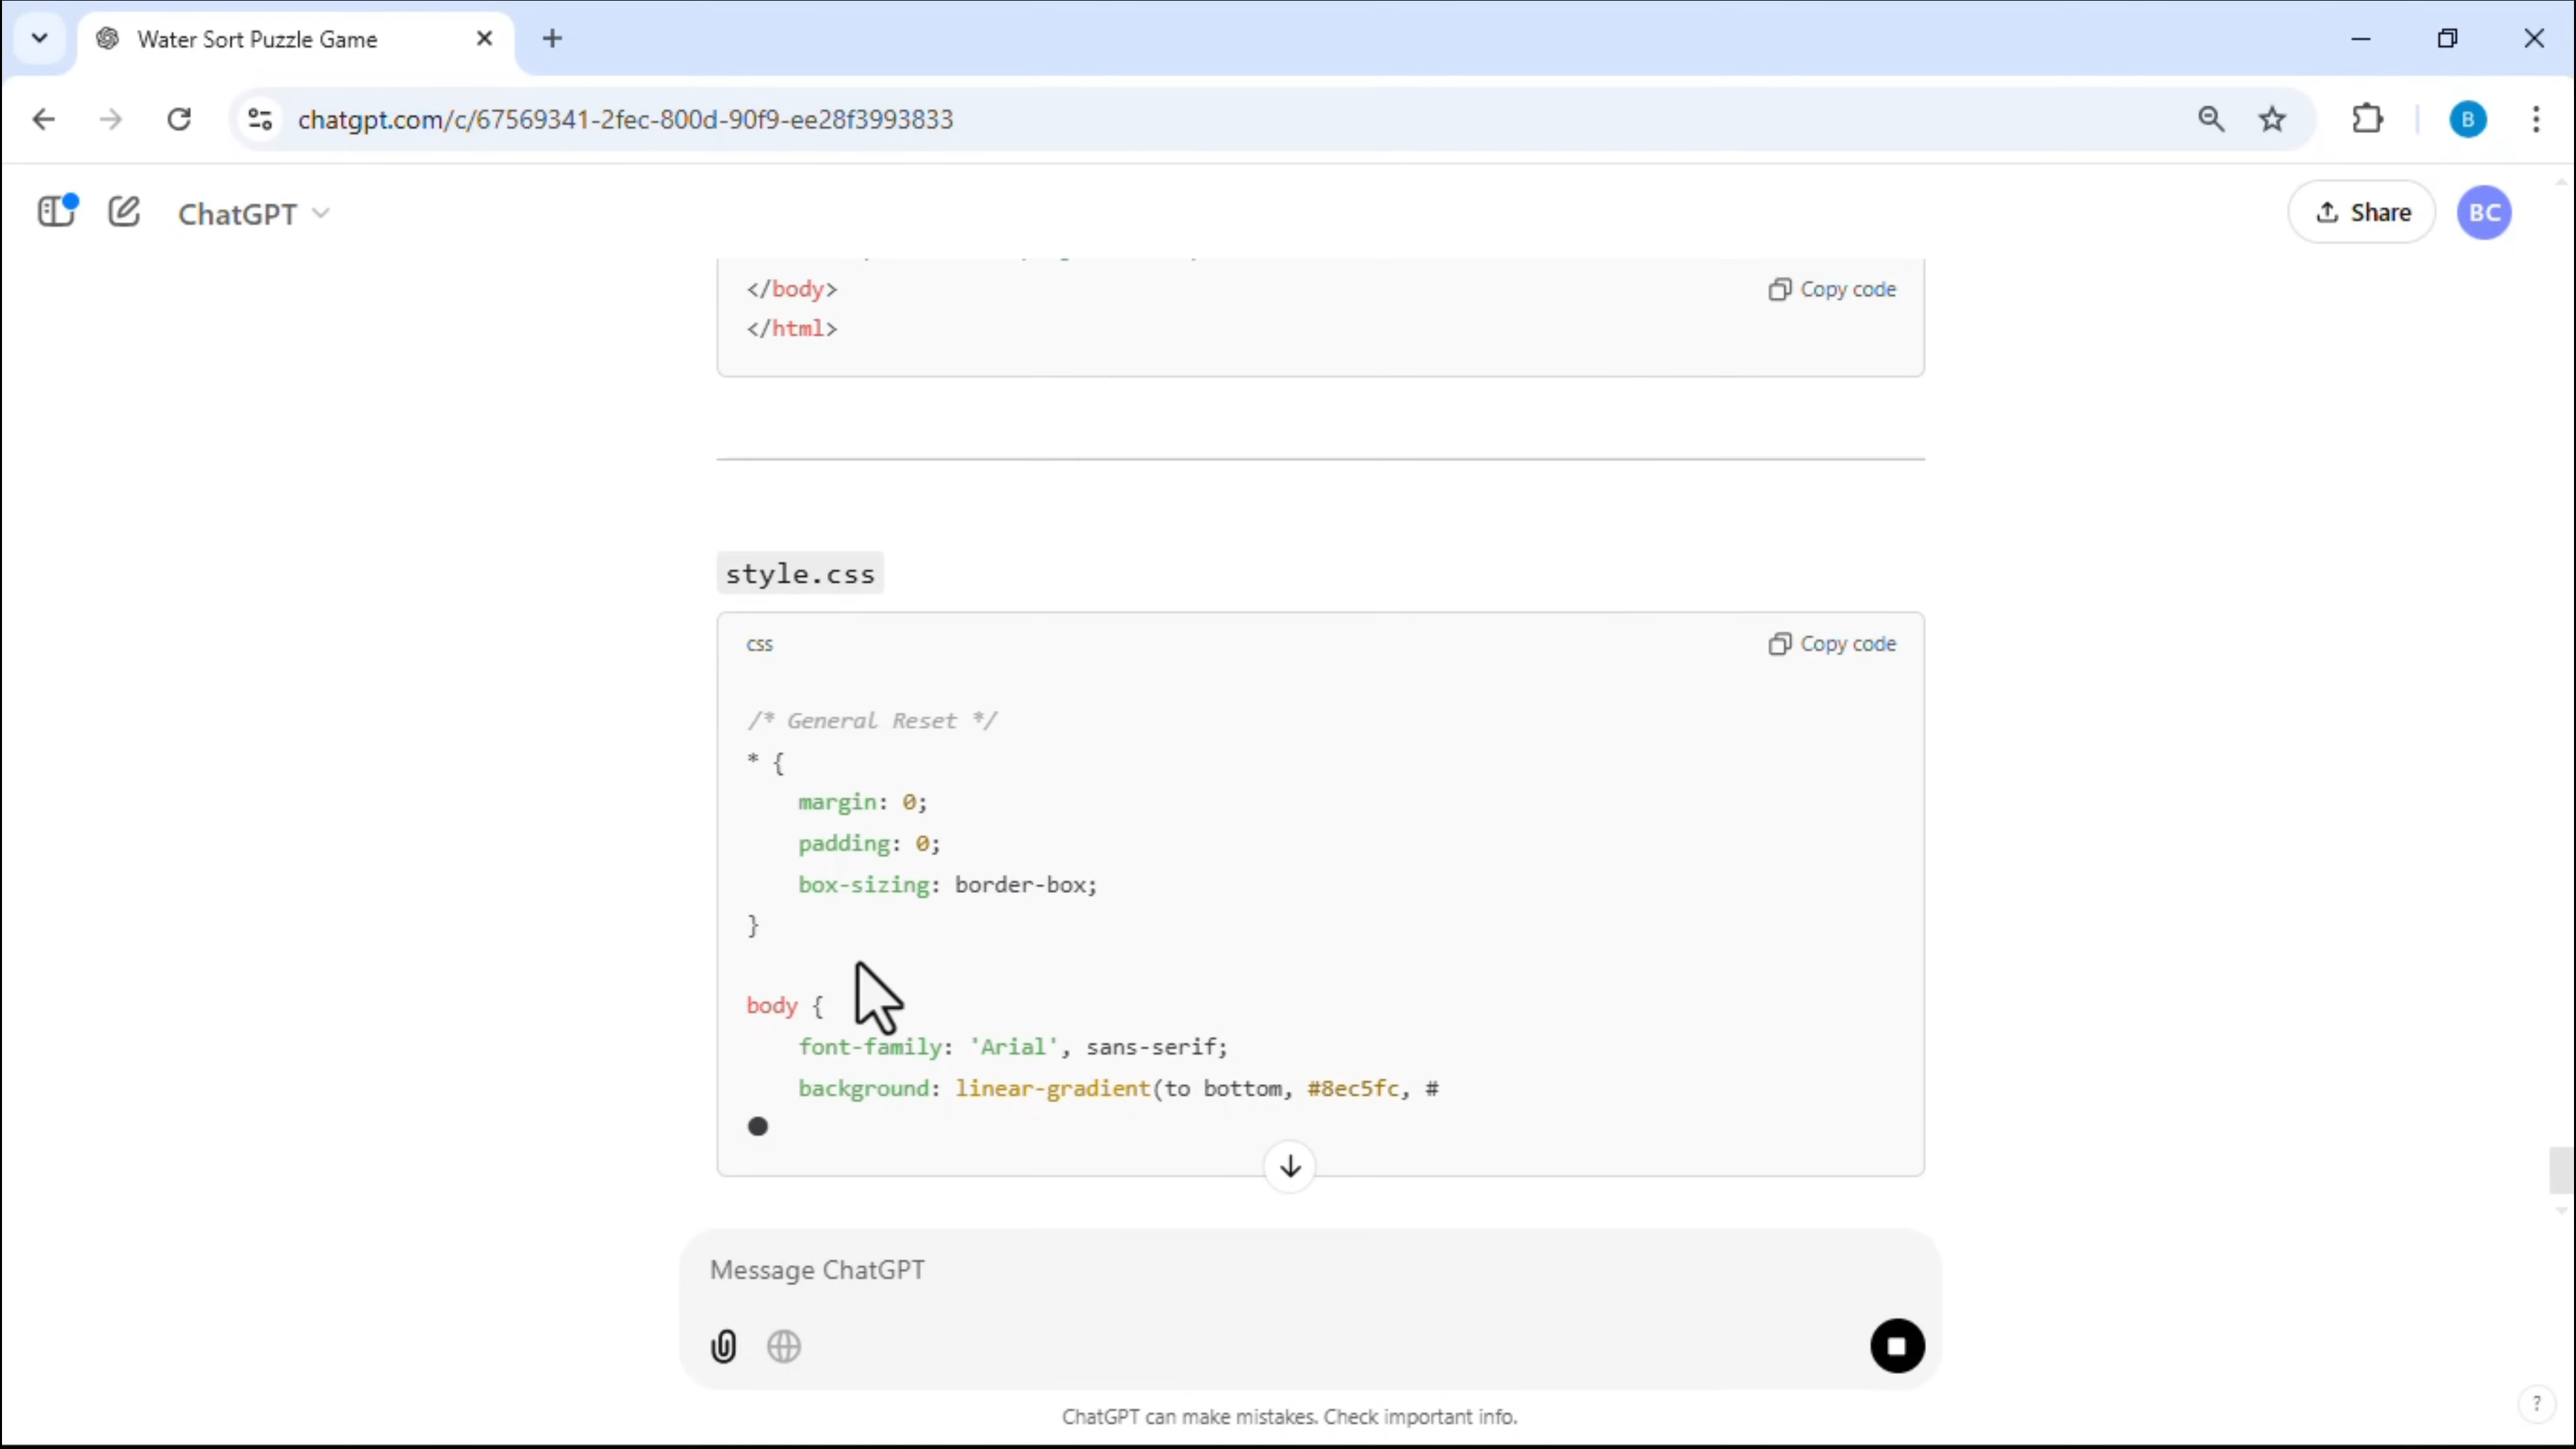 Water Sort Puzzle Game
chatgpt.com/c/67569341-2fec-800d-90f9-ee28f3993833
B
ChatGPT
Share
BC
</body>
Copy code
</html>
style.css
css
Copy code
/* General Reset */
* {
    margin: 0;
    padding: 0;
    box-sizing: border-box;
}
body {
    font-family: 'Arial', sans-serif;
    background: linear-gradient(to bottom, #8ec5fc, #
Message ChatGPT
ChatGPT can make mistakes. Check important info.
?